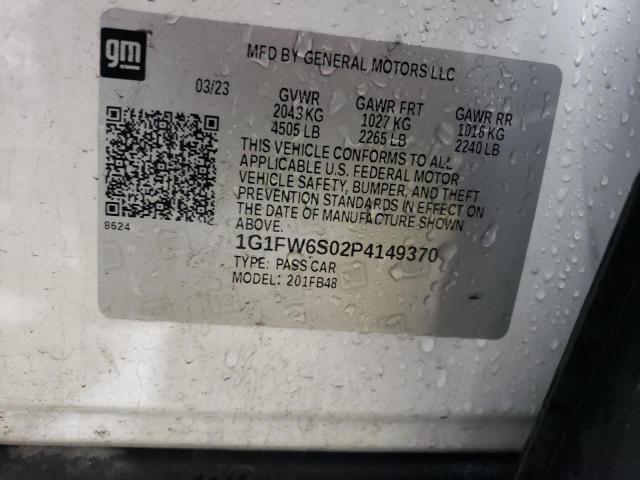 gm
MFD BY GENERAL MOTORS LLC
03/23
GVWR
2043 KG
4505 LB
GAWR FRT
1027 KG
2265 LB
GAWR RR
1016 KG
2240 LB
THIS VEHICLE CONFORMS TO ALL
APPLICABLE U.S. FEDERAL MOTOR
VEHICLE SAFETY, BUMPER, AND THEFT
PREVENTION STANDARDS IN EFFECT ON
THE DATE OF MANUFACTURE SHOWN
ABOVE.
8624
1G1FW6S02P4149370
TYPE: PASS CAR
MODEL: 201FB48